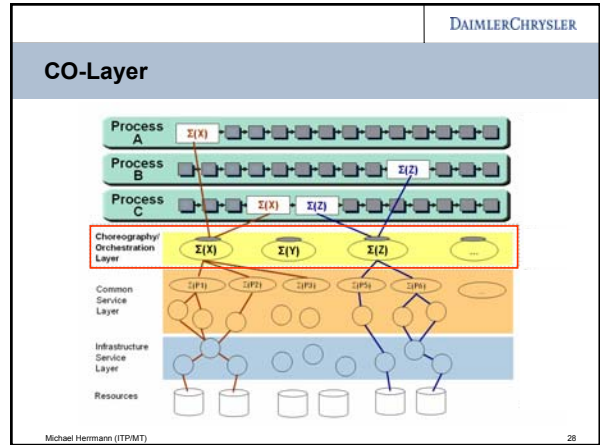 DAIMLERCHRYSLER
CO-Layer
Process A Σ(X)
Process B Σ(Z)
Process C Σ(X) Σ(Z)
Choreography/
Orchestration
Layer
Σ(X) Σ(Y) Σ(Z) ...
Common
Service
Layer
Σ(P1) Σ(P2) Σ(P3) Σ(P5) Σ(P6) ...
Infrastructure
Service
Layer
Resources
Michael Herrmann (ITP/MT) 28